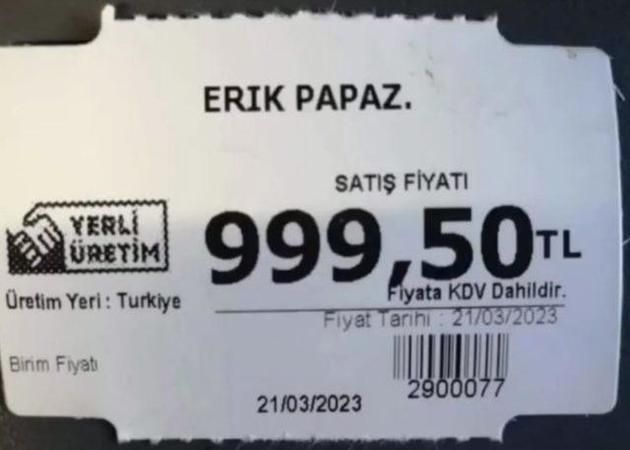 ERIK PAPAZ.
SATIŞ FİYATI
YERLİ
ÜRETİM
999,50TL
Fiyata KDV Dahildir.
Üretim Yeri : Turkiye
Fiyat Tarihi : 21/03/2023
Birim Fiyatı
2900077
21/03/2023